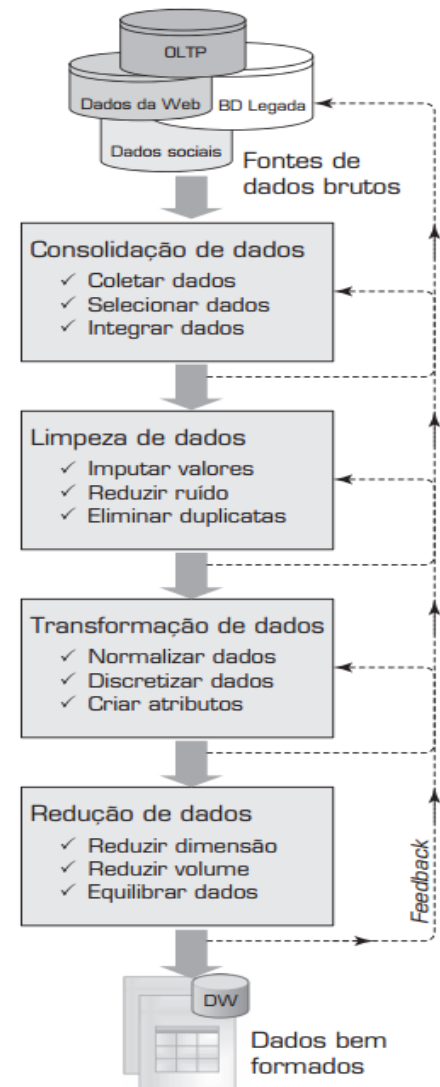 OLTP
Dados da Web
BD Legada
Dados sociais
Fontes de
dados brutos
Consolidação de dados
✓ Coletar dados
✓ Selecionar dados
✓ Integrar dados
Limpeza de dados
✓ Imputar valores
✓ Reduzir ruído
✓ Eliminar duplicatas
Transformação de dados
✓ Normalizar dados
✓ Discretizar dados
✓ Criar atributos
Redução de dados
✓ Reduzir dimensão
✓ Reduzir volume
✓ Equilibrar dados
Feedback
DW
Dados bem
formados